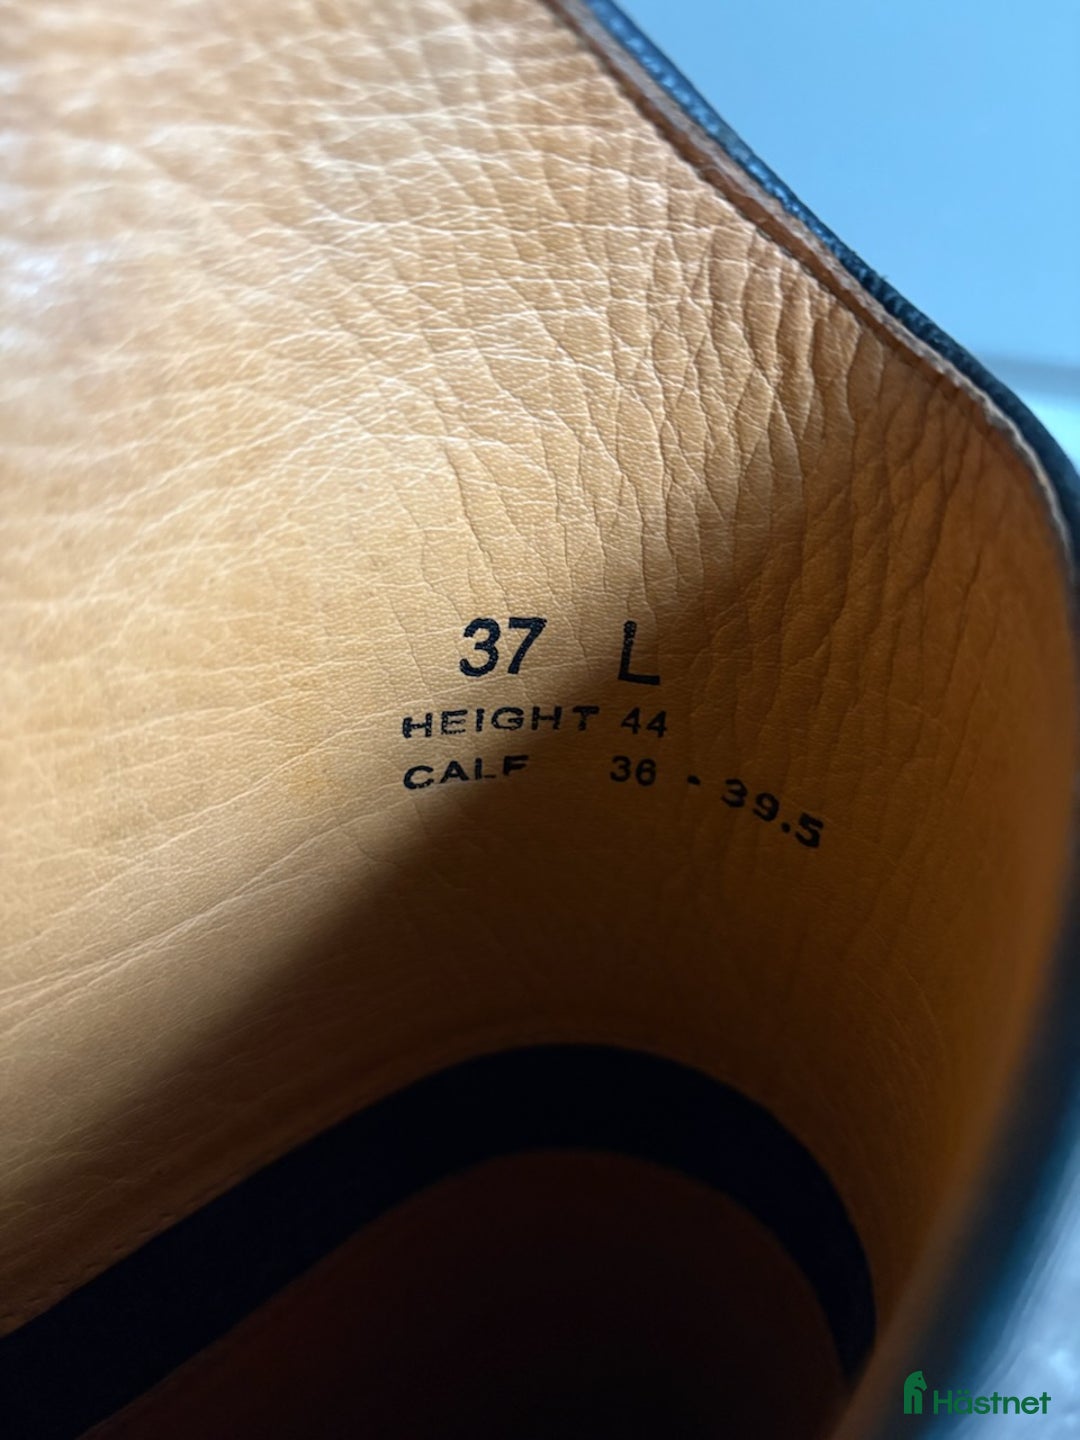 37 L
HEIGHT 44
CALF 36 - 39.5
Hästnet